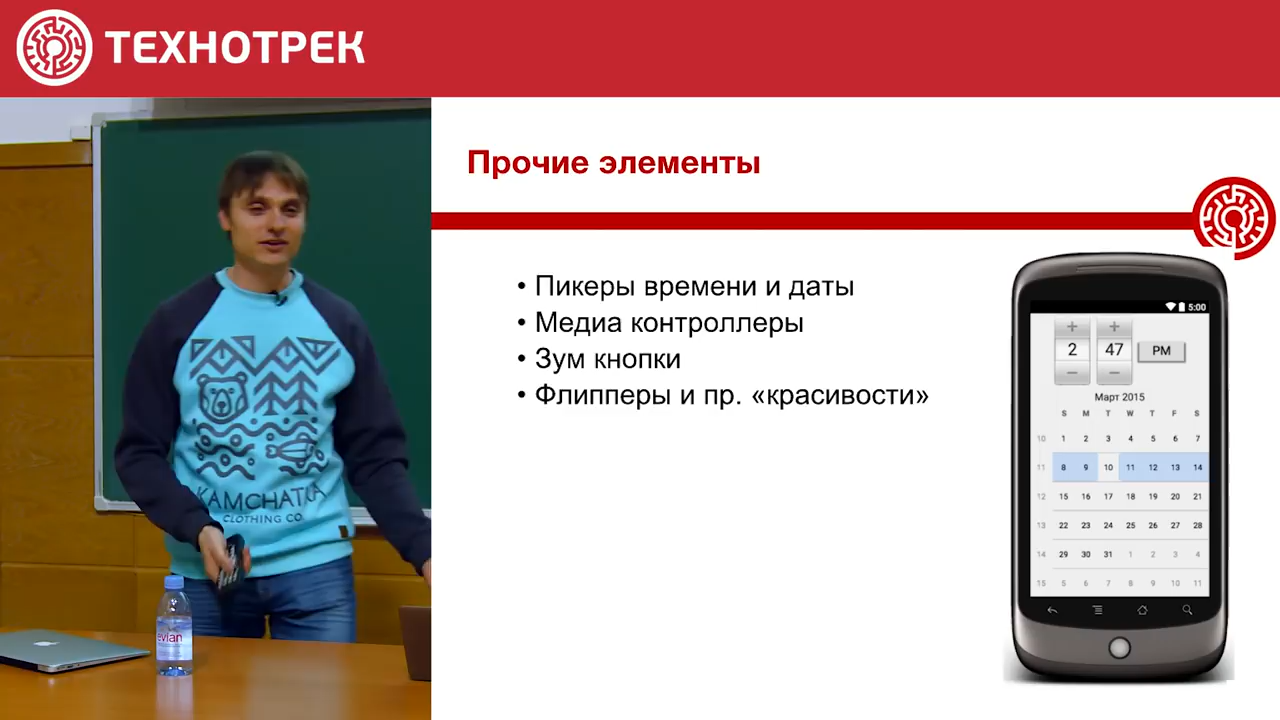 ТЕХНОТРЕК
Прочие элементы
• Пикеры времени и даты
• Медиа контроллеры
• Зум кнопки
• Флипперы и пр. «красивости»
5:00
+ +
2 47 PM
− −
Март 2015
S M T W T F S
10 1 2 3 4 5 6 7
11 8 9 10 11 12 13 14
12 15 16 17 18 19 20 21
13 22 23 24 25 26 27 28
14 29 30 31 1 2 3 4
15 5 6 7 8 9 10 11
KAMCHATKA
CLOTHING CO
evian